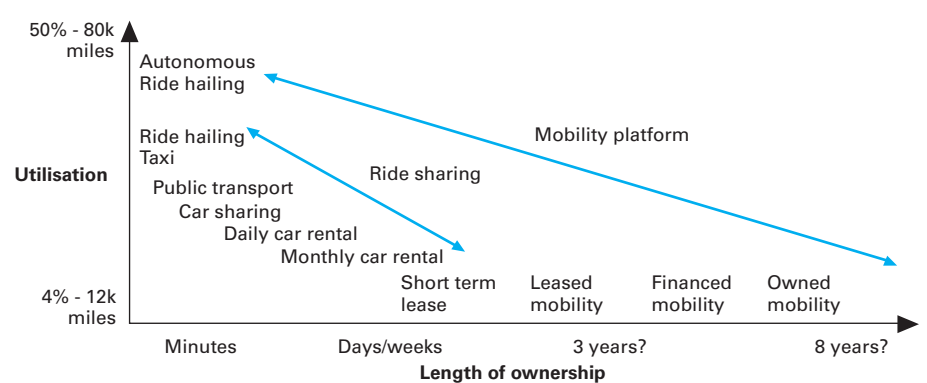 50% - 80k
miles
Autonomous
Ride hailing
Mobility platform
Ride hailing
Taxi
Utilisation
Ride sharing
Public transport
Car sharing
Daily car rental
Monthly car rental
Short term
lease
Leased
mobility
Financed
mobility
Owned
mobility
4% - 12k
miles
Minutes
Days/weeks
3 years?
8 years?
Length of ownership